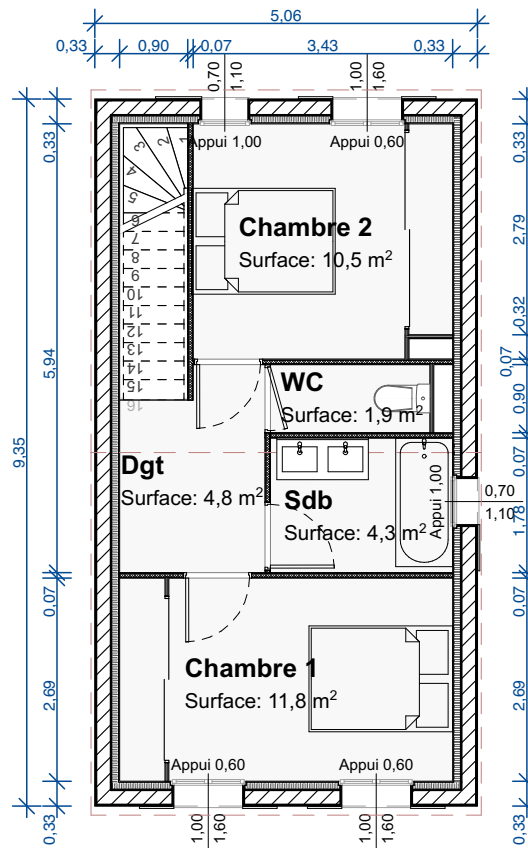 5,06
0,33 0,90 0,07 3,43 0,33
0,70
1,10
1,00
1,60
Appui 1,00
Appui 0,60
1
2
3
4
5
6
7
8
9
10
11
12
13
14
15
16
Chambre 2
Surface: 10,5 m²
WC
Surface: 1,9 m²
Dgt
Surface: 4,8 m²
Sdb
Surface: 4,3 m²
Appui 1,00
0,70
1,10
Chambre 1
Surface: 11,8 m²
Appui 0,60
Appui 0,60
1,00
1,60
1,00
1,60
9,35
0,33
5,94
0,07
2,69
0,33
0,33
2,79
0,32
0,07
0,90
0,07
1,78
0,07
2,69
0,33